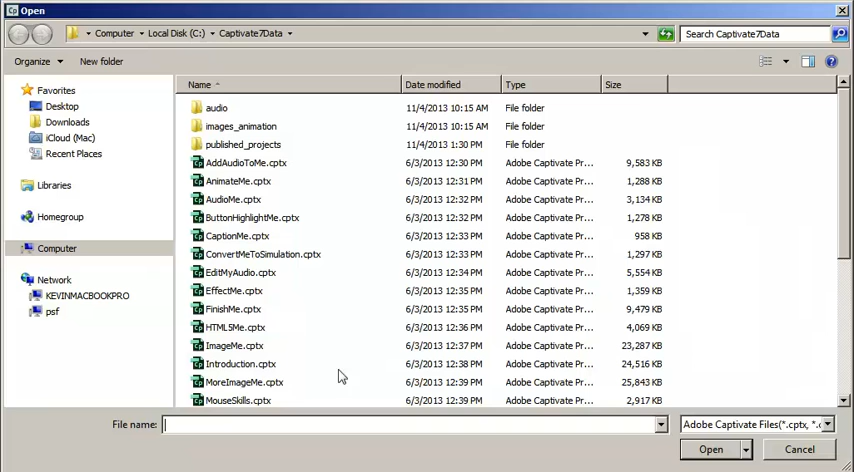 Cp Open
Computer Local Disk (C:) Captivate7Data Search Captivate7Data
Organize New folder
Name Date modified Type Size
Favorites
Desktop
Downloads
iCloud (Mac)
Recent Places
Libraries
Homegroup
Computer
Network
KEVINMACBOOKPRO
psf
audio 11/4/2013 10:15 AM File folder
images_animation 11/4/2013 10:15 AM File folder
published_projects 11/4/2013 1:30 PM File folder
AddAudioToMe.cptx 6/3/2013 12:30 PM Adobe Captivate Pr... 9,583 KB
AnimateMe.cptx 6/3/2013 12:31 PM Adobe Captivate Pr... 1,288 KB
AudioMe.cptx 6/3/2013 12:32 PM Adobe Captivate Pr... 3,134 KB
ButtonHighlightMe.cptx 6/3/2013 12:32 PM Adobe Captivate Pr... 1,278 KB
CaptionMe.cptx 6/3/2013 12:33 PM Adobe Captivate Pr... 958 KB
ConvertMeToSimulation.cptx 6/3/2013 12:33 PM Adobe Captivate Pr... 1,297 KB
EditMyAudio.cptx 6/3/2013 12:34 PM Adobe Captivate Pr... 5,554 KB
EffectMe.cptx 6/3/2013 12:35 PM Adobe Captivate Pr... 1,359 KB
FinishMe.cptx 6/3/2013 12:35 PM Adobe Captivate Pr... 9,479 KB
HTML5Me.cptx 6/3/2013 12:36 PM Adobe Captivate Pr... 4,069 KB
ImageMe.cptx 6/3/2013 12:37 PM Adobe Captivate Pr... 23,287 KB
Introduction.cptx 6/3/2013 12:38 PM Adobe Captivate Pr... 24,516 KB
MoreImageMe.cptx 6/3/2013 12:39 PM Adobe Captivate Pr... 25,843 KB
MouseSkills.cptx 6/3/2013 12:39 PM Adobe Captivate Pr... 2,917 KB
File name: Adobe Captivate Files(*.cptx, *.c
Open Cancel